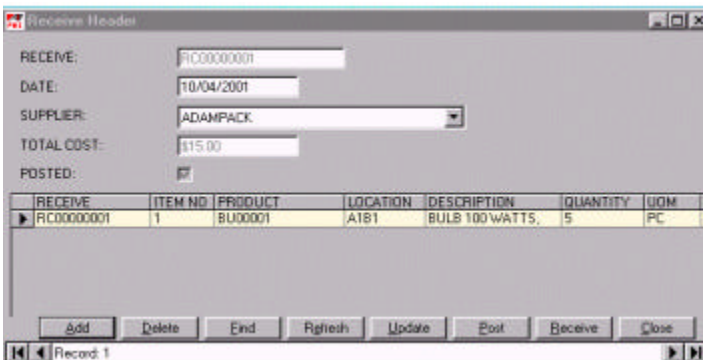 Receive Header
RECEIVE: RC00000001
DATE: 10/04/2001
SUPPLIER: ADAMPACK
TOTAL COST: $15.00
POSTED:
RECEIVE ITEM NO PRODUCT LOCATION DESCRIPTION QUANTITY UOM
RC00000001 1 BU00001 A1B1 BULB 100 WATTS, 5 PC
Add Delete Find Refresh Update Post Receive Close
Record: 1